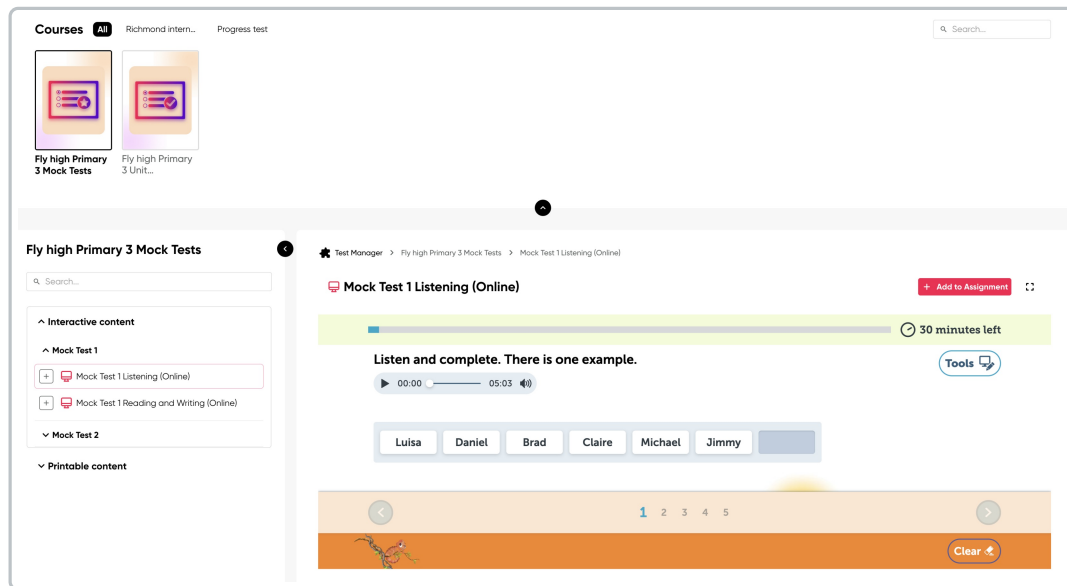 Courses All Richmond intern... Progress test Search...
Fly high Primary
3 Mock Tests
Fly high Primary
3 Unit...
Fly high Primary 3 Mock Tests
Search...
Interactive content
Mock Test 1
Mock Test 1 Listening (Online)
Mock Test 1 Reading and Writing (Online)
Mock Test 2
Printable content
Test Manager > Fly high Primary 3 Mock Tests > Mock Test 1 Listening (Online)
Mock Test 1 Listening (Online) + Add to Assignment
30 minutes left
Listen and complete. There is one example. Tools
00:00 05:03
Luisa Daniel Brad Claire Michael Jimmy
1 2 3 4 5
Clear